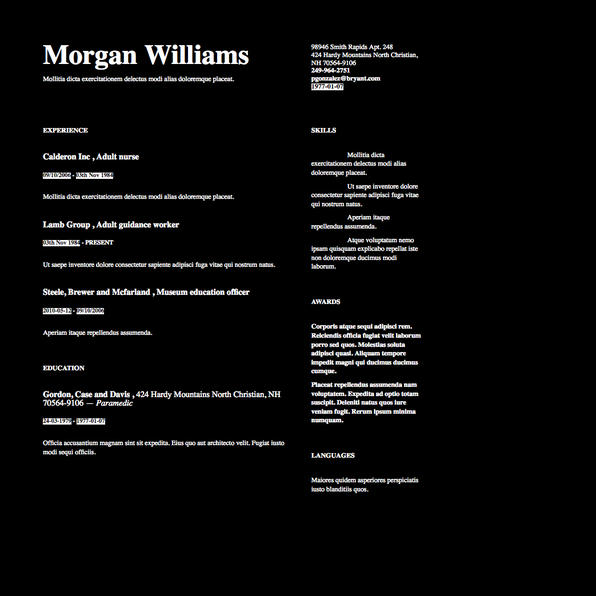 Morgan Williams
Mollitia dicta exercitationem delectus modi alias doloremque placeat.
98946 Smith Rapids Apt. 248
424 Hardy Mountains North Christian,
NH 70564-9106
249-964-2751
pgonzalez@bryant.com
1977-01-07
EXPERIENCE
Calderon Inc , Adult nurse
09/10/2006 - 03th Nov 1984
Mollitia dicta exercitationem delectus modi alias doloremque placeat.
Lamb Group , Adult guidance worker
03th Nov 1984 - PRESENT
Ut saepe inventore dolore consectetur sapiente adipisci fuga vitae qui nostrum natus.
Steele, Brewer and Mcfarland , Museum education officer
2010-05-12 - 09/10/2006
Aperiam itaque repellendus assumenda.
EDUCATION
Gordon, Case and Davis , 424 Hardy Mountains North Christian, NH
70564-9106 — Paramedic
24-03-1979 - 1977-01-07
Officia accusantium magnam sint sit expedita. Eius quo aut architecto velit. Fugiat iusto
modi sequi officiis.
SKILLS
Mollitia dicta
exercitationem delectus modi alias
doloremque placeat.
Ut saepe inventore dolore
consectetur sapiente adipisci fuga vitae
qui nostrum natus.
Aperiam itaque
repellendus assumenda.
Atque voluptatum nemo
ipsam quisquam explicabo repellat iste
non doloremque ducimus modi
laborum.
AWARDS
Corporis atque sequi adipisci rem.
Reiciendis officia fugiat velit laborum
porro sed quos. Molestias soluta
adipisci quasi. Aliquam tempore
impedit magni qui ducimus ducimus
cumque.
Placeat repellendus assumenda nam
voluptatem. Expedita ad optio totam
suscipit. Deleniti natus quos iure
veniam fugit. Rerum ipsum minima
numquam.
LANGUAGES
Maiores quidem asperiores perspiciatis
iusto blanditiis quos.